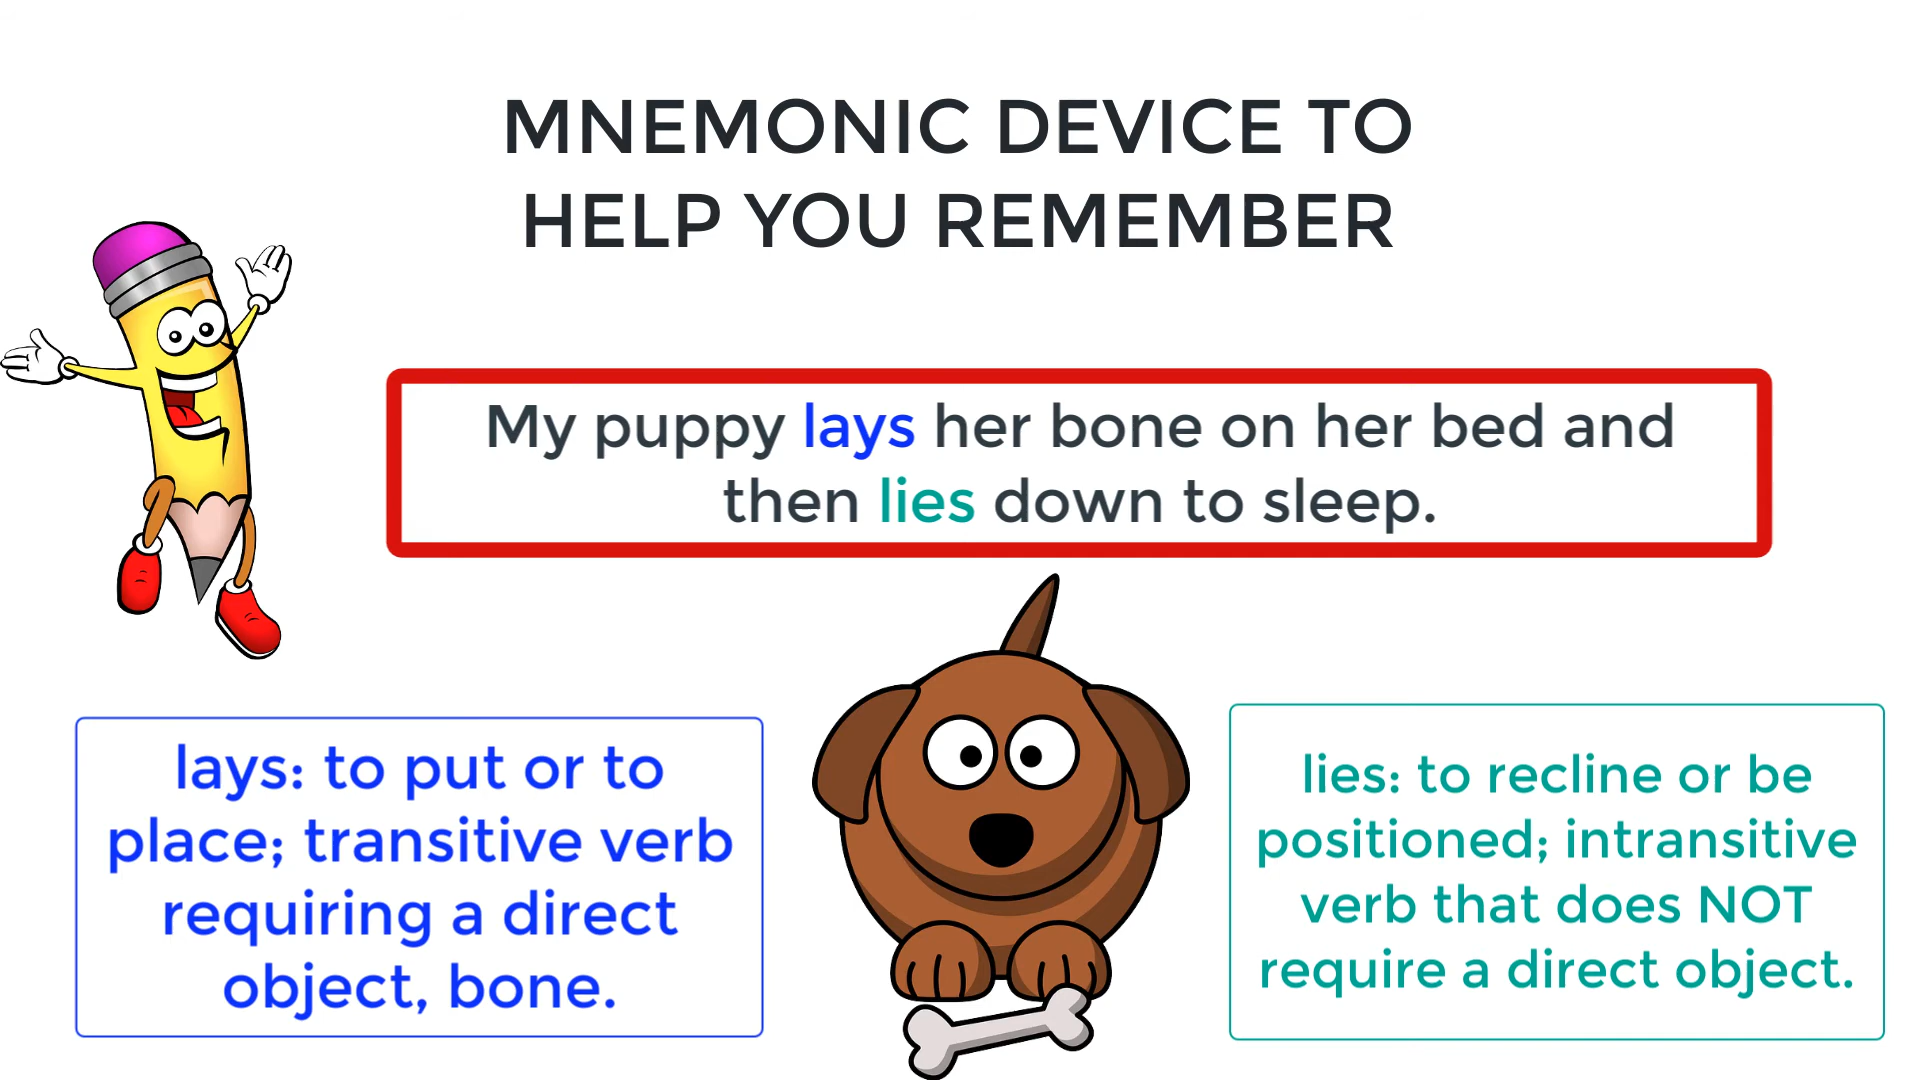 MNEMONIC DEVICE TO
HELP YOU REMEMBER
My puppy lays her bone on her bed and
then lies down to sleep.
lays: to put or to
place; transitive verb
requiring a direct
object, bone.
lies: to recline or be
positioned; intransitive
verb that does NOT
require a direct object.